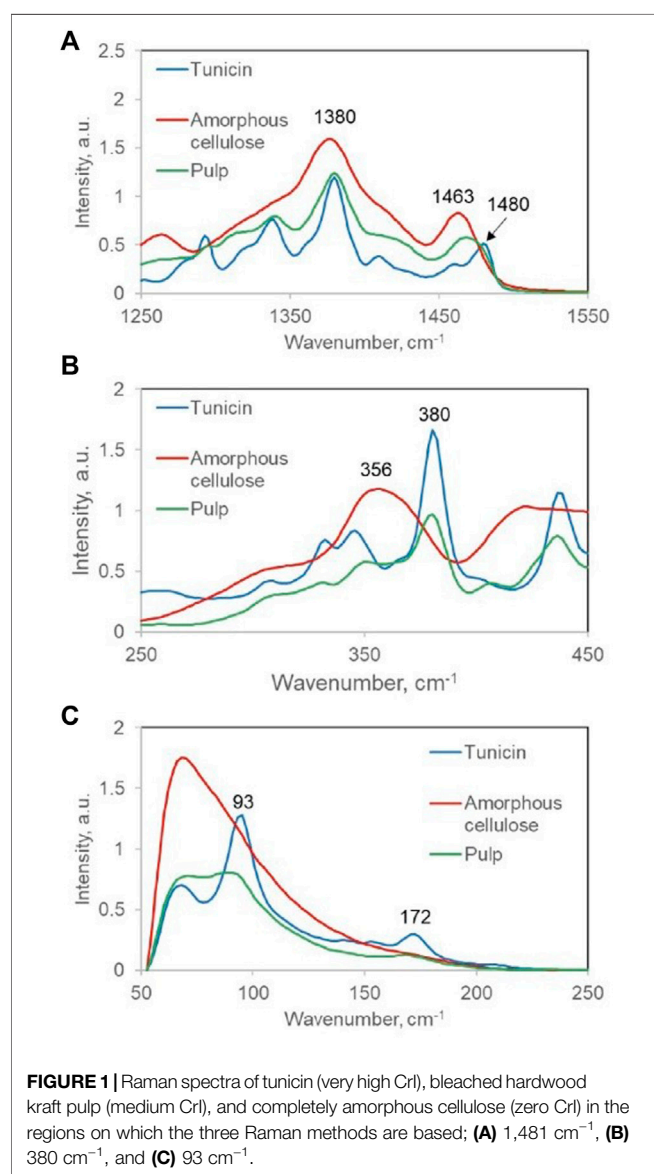 A
2.5
2
1.5
1
0.5
0
Intensity, a.u.
Tunicin
Amorphous
cellulose
Pulp
1380
1463
1480
1250
1350
1450
1550
Wavenumber, cm⁻¹
B
2
1.5
1
0.5
0
Intensity, a.u.
Tunicin
Amorphous
cellulose
Pulp
356
380
250
350
450
Wavenumber, cm⁻¹
C
2
1.5
1
0.5
0
Intensity, a.u.
93
172
Tunicin
Amorphous
cellulose
Pulp
50
100
150
200
250
Wavenumber, cm⁻¹
FIGURE 1 | Raman spectra of tunicin (very high CrI), bleached hardwood
kraft pulp (medium CrI), and completely amorphous cellulose (zero CrI) in the
regions on which the three Raman methods are based; (A) 1,481 cm⁻¹, (B)
380 cm⁻¹, and (C) 93 cm⁻¹.